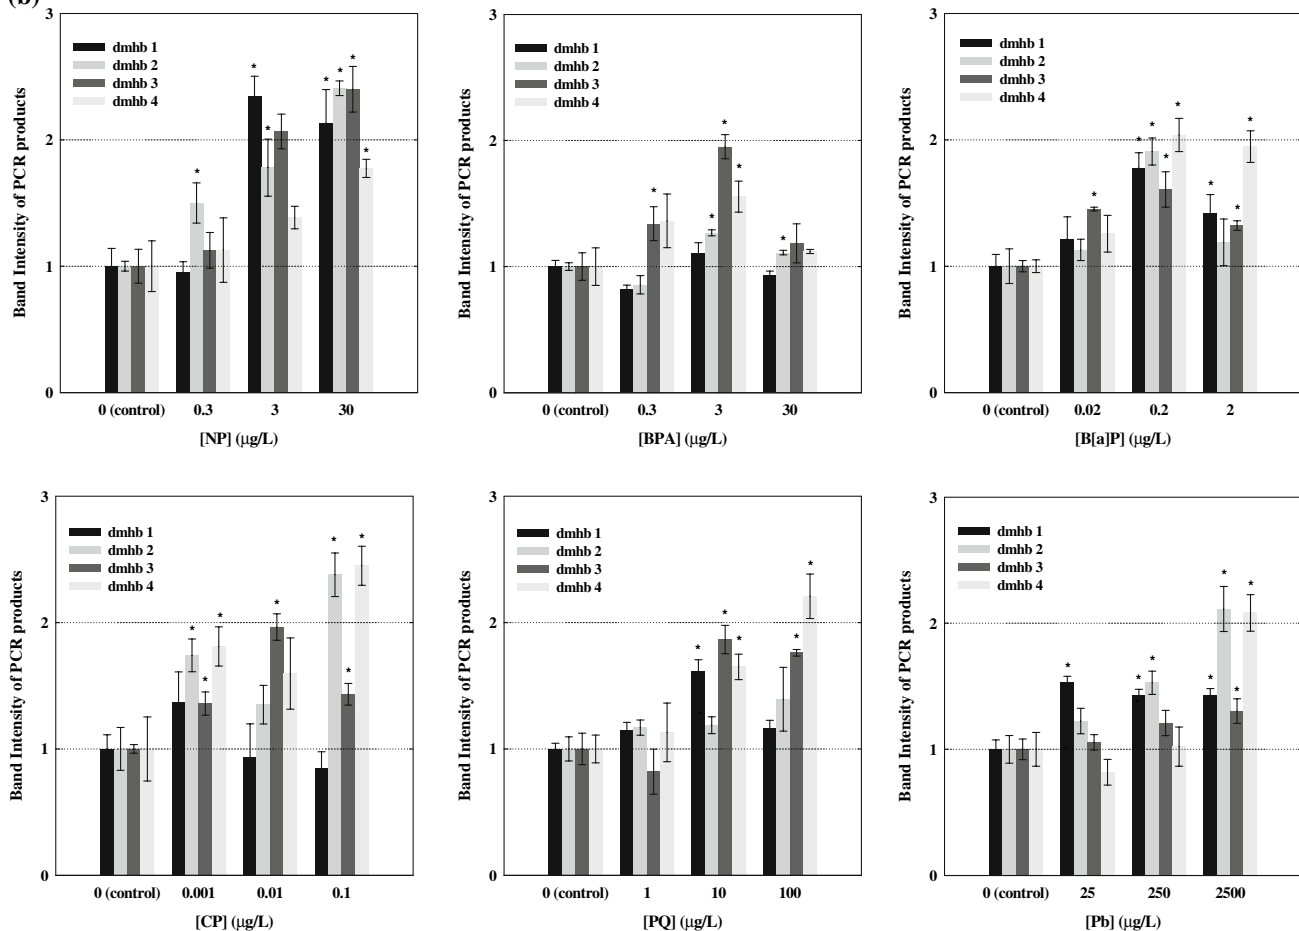 (b)
3
2
1
0
Band Intensity of PCR products
dmhb 1
dmhb 2
dmhb 3
dmhb 4
* * * * * * *
0 (control) 0.3 3 30
[NP] (μg/L)
3
2
1
0
Band Intensity of PCR products
dmhb 1
dmhb 2
dmhb 3
dmhb 4
* * * * *
0 (control) 0.3 3 30
[BPA] (μg/L)
3
2
1
0
Band Intensity of PCR products
dmhb 1
dmhb 2
dmhb 3
dmhb 4
* * * * * * * *
0 (control) 0.02 0.2 2
[B[a]P] (μg/L)
3
2
1
0
Band Intensity of PCR products
dmhb 1
dmhb 2
dmhb 3
dmhb 4
* * * * * * *
0 (control) 0.001 0.01 0.1
[CP] (μg/L)
3
2
1
0
Band Intensity of PCR products
dmhb 1
dmhb 2
dmhb 3
dmhb 4
* * * * *
0 (control) 1 10 100
[PQ] (μg/L)
3
2
1
0
Band Intensity of PCR products
dmhb 1
dmhb 2
dmhb 3
dmhb 4
* * * * * * *
0 (control) 25 250 2500
[Pb] (μg/L)